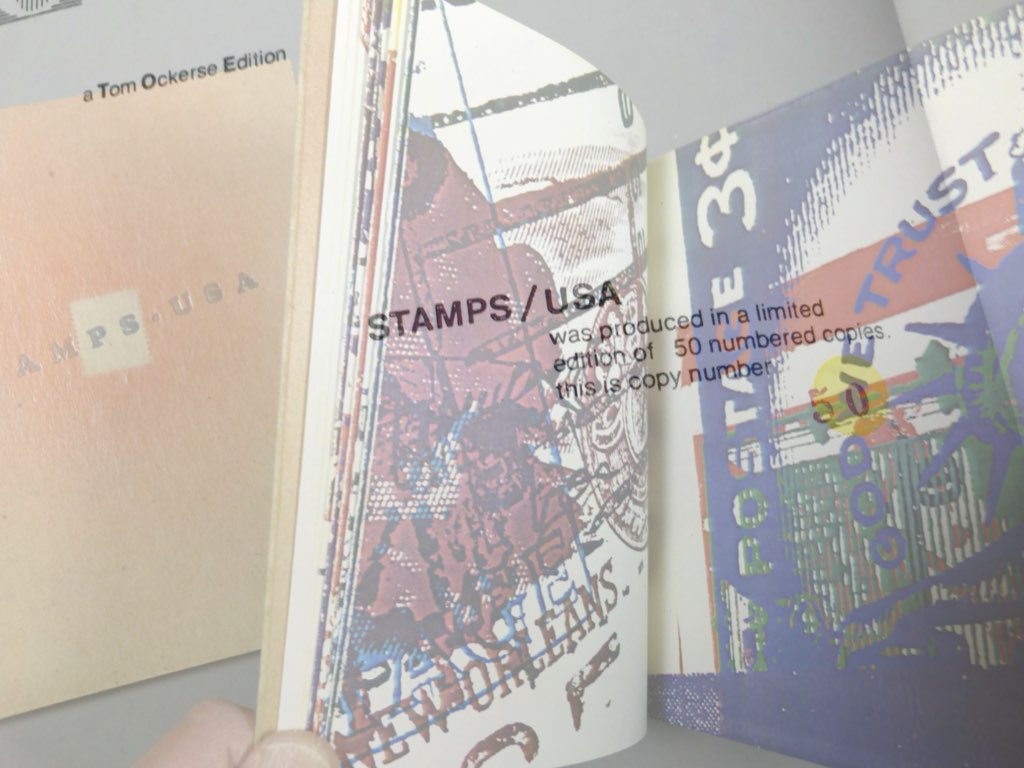 a Tom Ockerse Edition
AMPS·USA
STAMPS/USA
was produced in a limited
edition of 50 numbered copies.
this is copy number
50
POSTAGE 3¢
GOD WE TRUST
NEW ORLEANS.